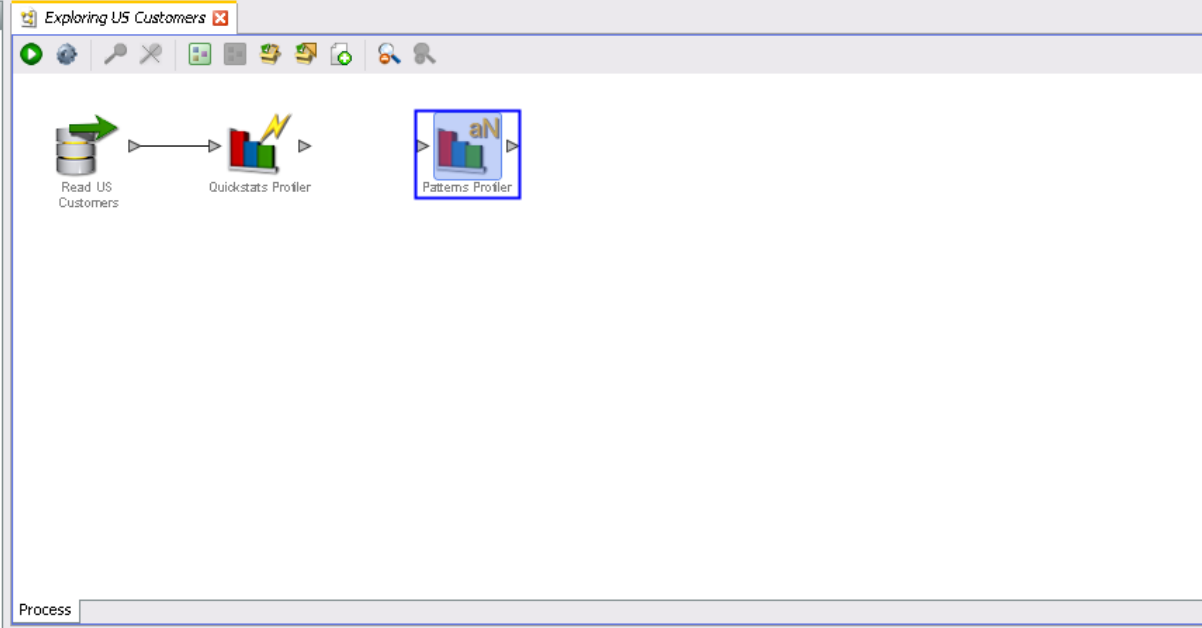 Exploring US Customers
aN
Read US
Customers
Quickstats Profiler
Patterns Profiler
Process